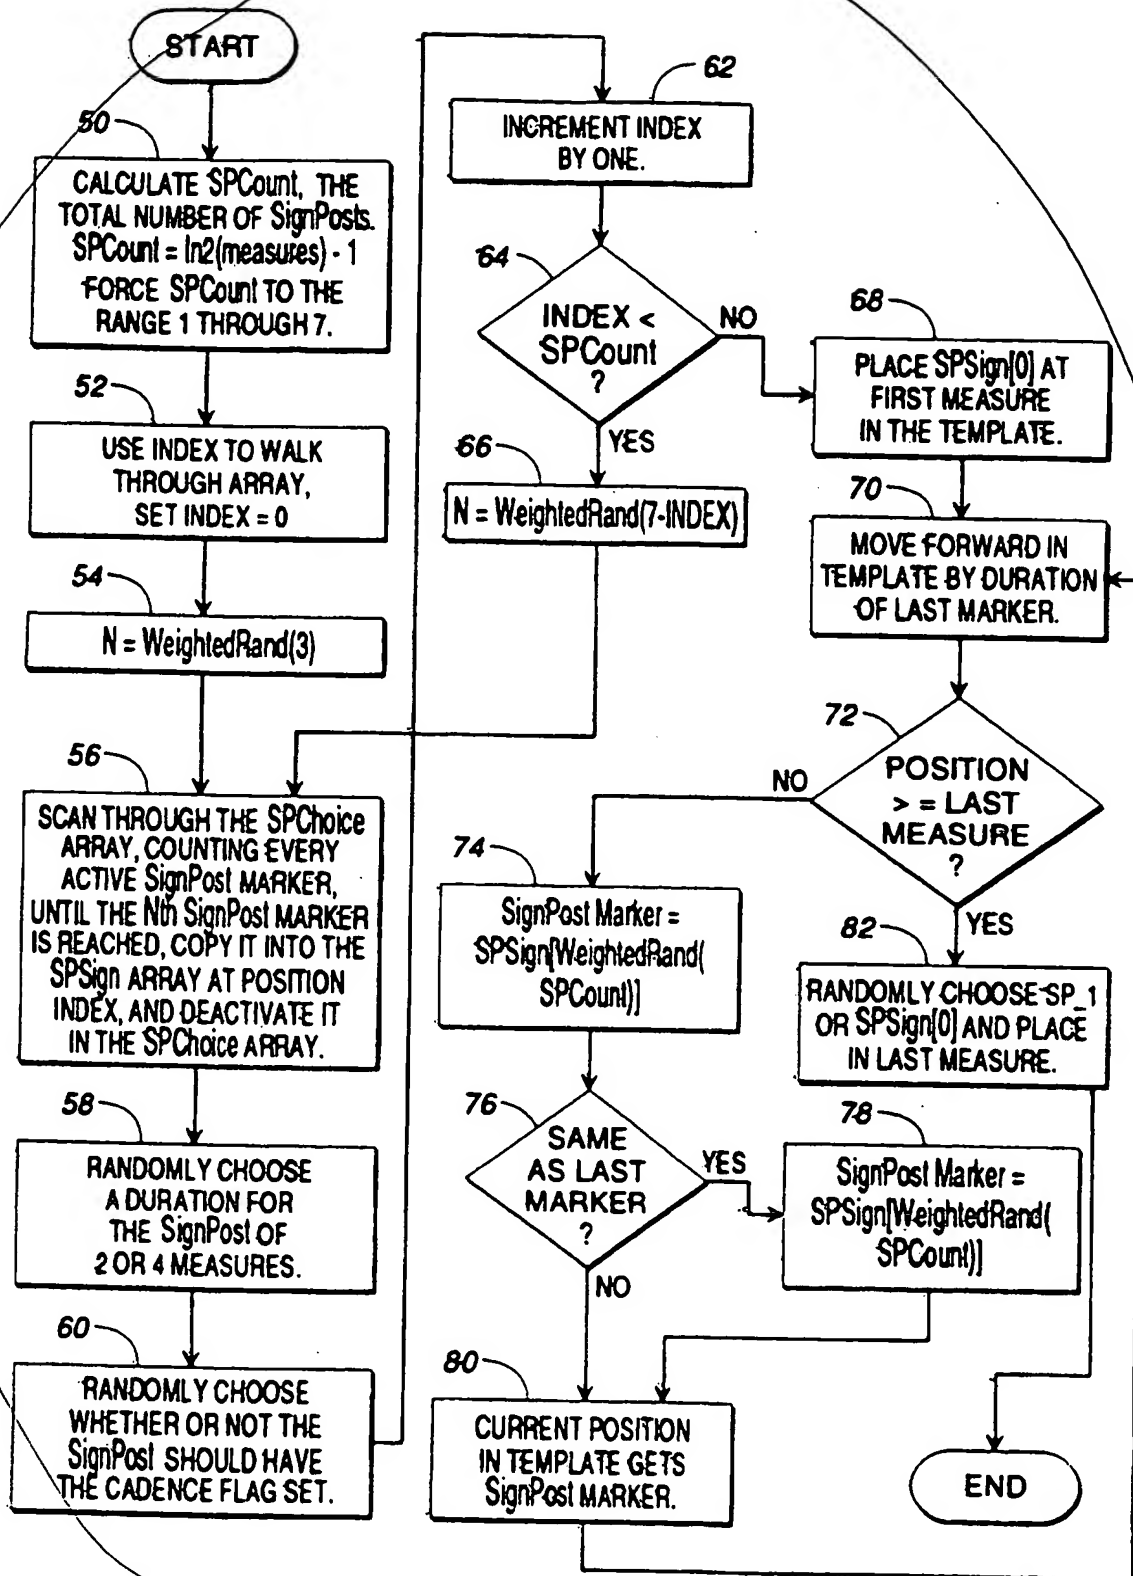 START
50
CALCULATE SPCount, THE
TOTAL NUMBER OF SignPosts.
SPCount = ln2(measures) - 1
FORCE SPCount TO THE
RANGE 1 THROUGH 7.
52
USE INDEX TO WALK
THROUGH ARRAY,
SET INDEX = 0
54
N = WeightedRand(3)
56
SCAN THROUGH THE SPChoice
ARRAY, COUNTING EVERY
ACTIVE SignPost MARKER,
UNTIL THE Nth SignPost MARKER
IS REACHED, COPY IT INTO THE
SPSign ARRAY AT POSITION
INDEX, AND DEACTIVATE IT
IN THE SPChoice ARRAY.
58
RANDOMLY CHOOSE
A DURATION FOR
THE SignPost OF
2 OR 4 MEASURES.
60
RANDOMLY CHOOSE
WHETHER OR NOT THE
SignPost SHOULD HAVE
THE CADENCE FLAG SET.
62
INCREMENT INDEX
BY ONE.
64
INDEX <
SPCount
?
NO
YES
66
N = WeightedRand(7-INDEX)
68
PLACE SPSign[0] AT
FIRST MEASURE
IN THE TEMPLATE.
70
MOVE FORWARD IN
TEMPLATE BY DURATION
OF LAST MARKER.
72
POSITION
> = LAST
MEASURE
?
NO
YES
74
SignPost Marker =
SPSign[WeightedRand(
SPCount)]
76
SAME
AS LAST
MARKER
?
YES
NO
78
SignPost Marker =
SPSign[WeightedRand(
SPCount)]
80
CURRENT POSITION
IN TEMPLATE GETS
SignPost MARKER.
82
RANDOMLY CHOOSE SP_1
OR SPSign[0] AND PLACE
IN LAST MEASURE.
END